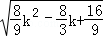 √(8/9 k² − 8/3 k + 16/9)